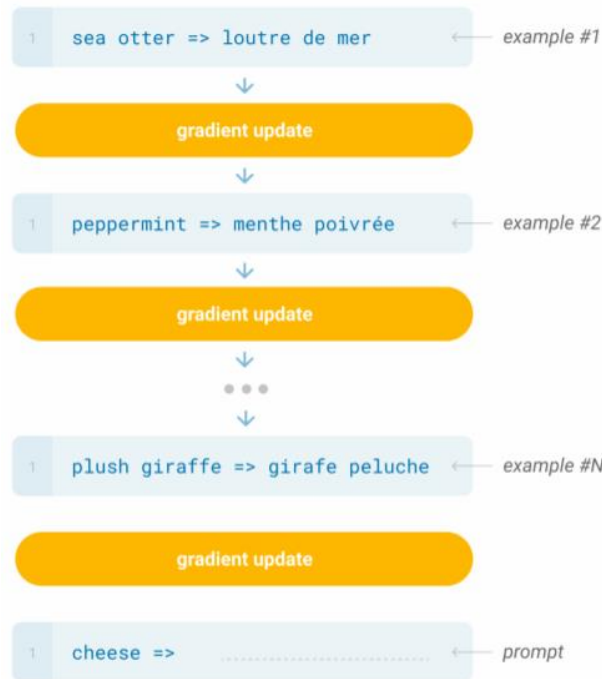 1 sea otter => loutre de mer example #1
gradient update
1 peppermint => menthe poivrée example #2
gradient update
1 plush giraffe => girafe peluche example #N
gradient update
1 cheese => prompt